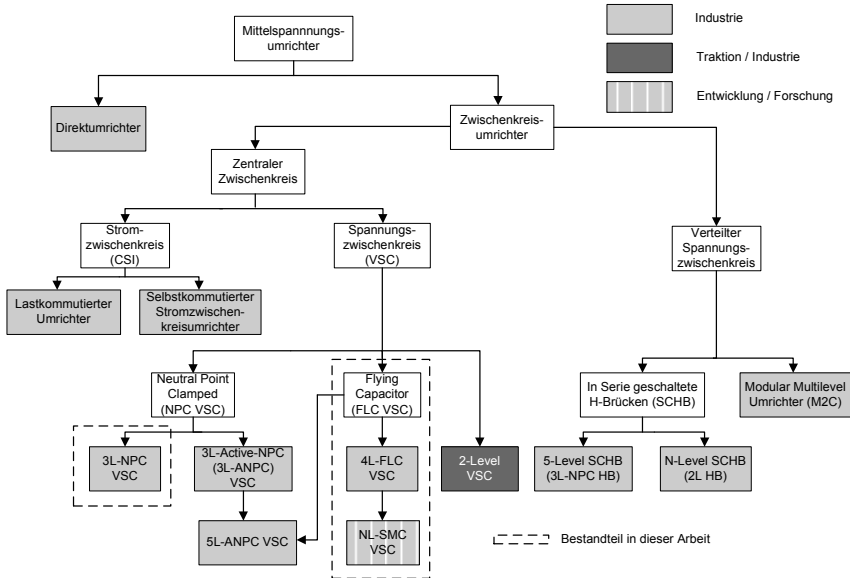 Mittelspannnungs-
umrichter
Industrie
Traktion / Industrie
Entwicklung / Forschung
Direktumrichter
Zwischenkreis-
umrichter
Zentraler
Zwischenkreis
Strom-
zwischenkreis
(CSI)
Spannungs-
zwischenkreis
(VSC)
Verteilter
Spannungs-
zwischenkreis
Lastkommutierter
Umrichter
Selbstkommutierter
Stromzwischen-
kreisumrichter
Neutral Point
Clamped
(NPC VSC)
Flying
Capacitor
(FLC VSC)
In Serie geschaltete
H-Brücken (SCHB)
Modular Multilevel
Umrichter (M2C)
3L-NPC
VSC
3L-Active-NPC
(3L-ANPC)
VSC
4L-FLC
VSC
2-Level
VSC
5-Level SCHB
(3L-NPC HB)
N-Level SCHB
(2L HB)
5L-ANPC VSC
NL-SMC
VSC
Bestandteil in dieser Arbeit